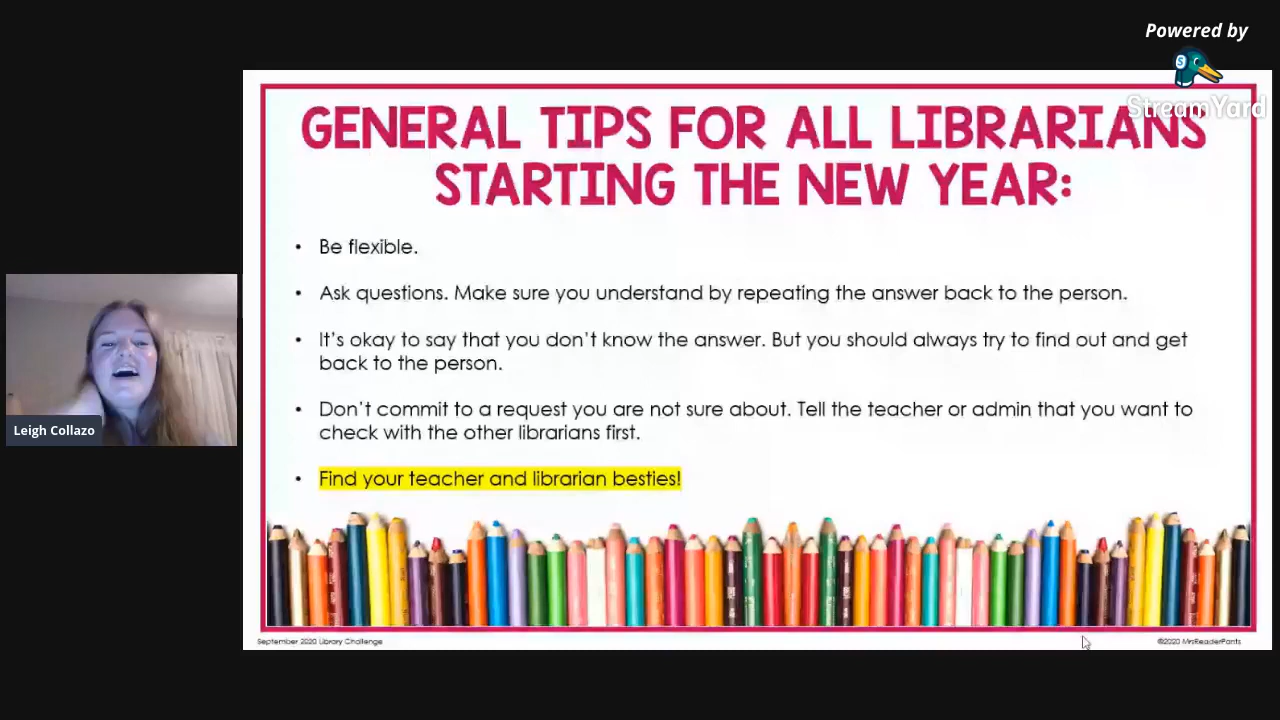 Powered by
StreamYard
GENERAL TIPS FOR ALL LIBRARIANS
STARTING THE NEW YEAR:
• Be flexible.
• Ask questions. Make sure you understand by repeating the answer back to the person.
• It's okay to say that you don't know the answer. But you should always try to find out and get
back to the person.
• Don't commit to a request you are not sure about. Tell the teacher or admin that you want to
check with the other librarians first.
• Find your teacher and librarian besties!
Leigh Collazo
September 2020 Library Challenge
©2020 MrsReaderPants